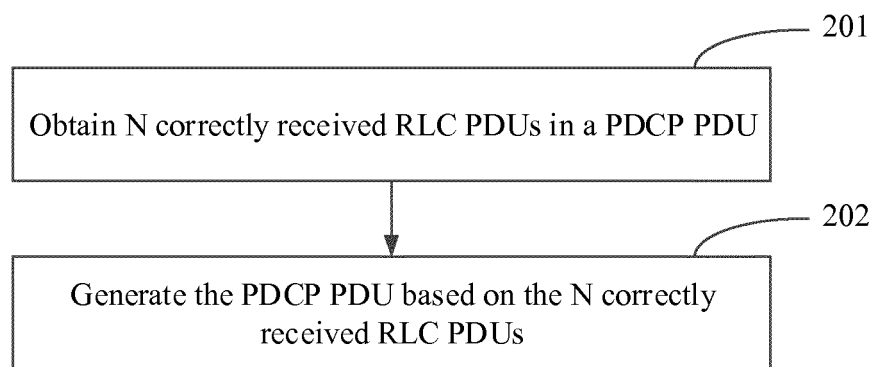 201
Obtain N correctly received RLC PDUs in a PDCP PDU
202
Generate the PDCP PDU based on the N correctly
received RLC PDUs